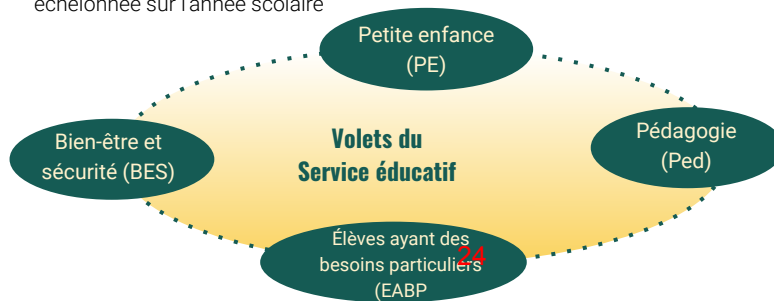 échelonnée sur l'année scolaire
Petite enfance
(PE)
Bien-être et
sécurité (BES)
Volets du
Service éducatif
Pédagogie
(Ped)
Élèves ayant des
besoins particuliers
(EABP
24